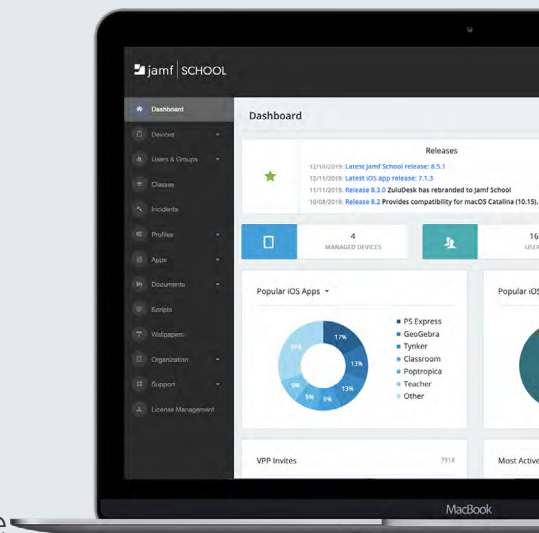 jamf SCHOOL
Dashboard
Devices
Users & Groups
Classes
Incidents
Profiles
Apps
Documents
Scripts
Wallpapers
Organization
Support
License Management
Dashboard
Releases
12/16/2019: Latest Jamf School release: 8.5.1
12/11/2019: Latest iOS app release: 7.1.3
11/11/2019: Release 8.3.0 ZuluDesk has rebranded to Jamf School
10/08/2019: Release 8.2 Provides compatibility for macOS Catalina (10.15).
4
MANAGED DEVICES
16
USER
Popular iOS Apps
17%
13%
13%
9%
9%
9%
PS Express
GeoGebra
Tynker
Classroom
Poptropica
Teacher
Other
Popular iOS
VPP Invites
7918
Most Active
MacBook